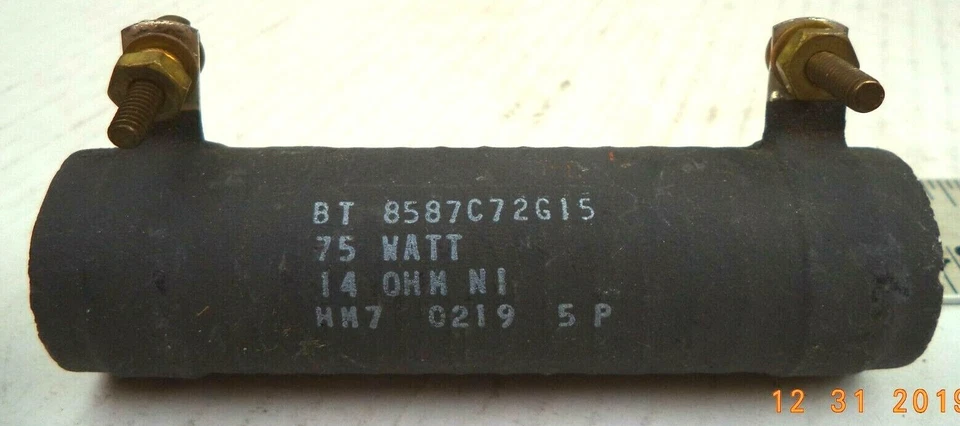 BT 8587C72G15
75 WATT
14 OHM NI
HM7 0219 5 P
12 31 2019